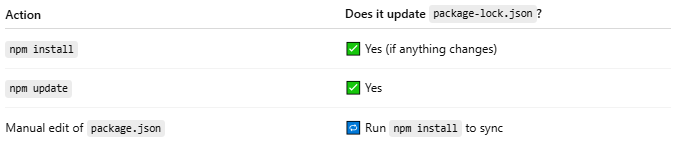 Action Does it update package-lock.json?
npm install ✅ Yes (if anything changes)
npm update ✅ Yes
Manual edit of package.json 🔁 Run npm install to sync